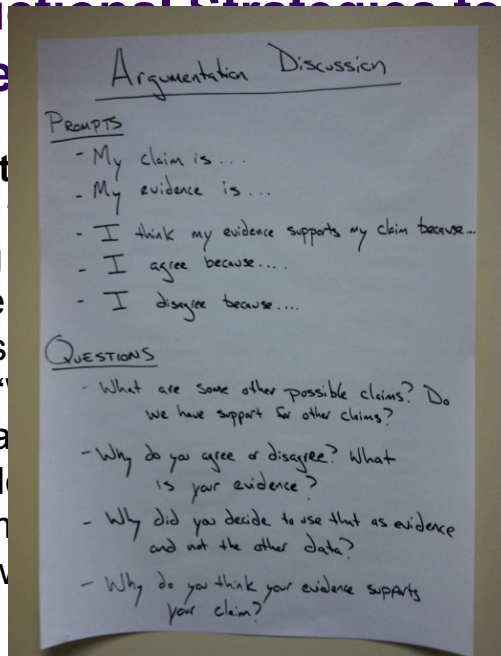 Argumentation Discussion
PROMPTS
- My claim is...
- My evidence is...
- I think my evidence supports my claim because...
- I agree because....
- I disagree because....
QUESTIONS
- What are some other possible claims? Do
we have support for other claims?
- Why do you agree or disagree? What
is your evidence?
- Why did you decide to use that as evidence
and not the other data?
- Why do you think your evidence supports
your claim?